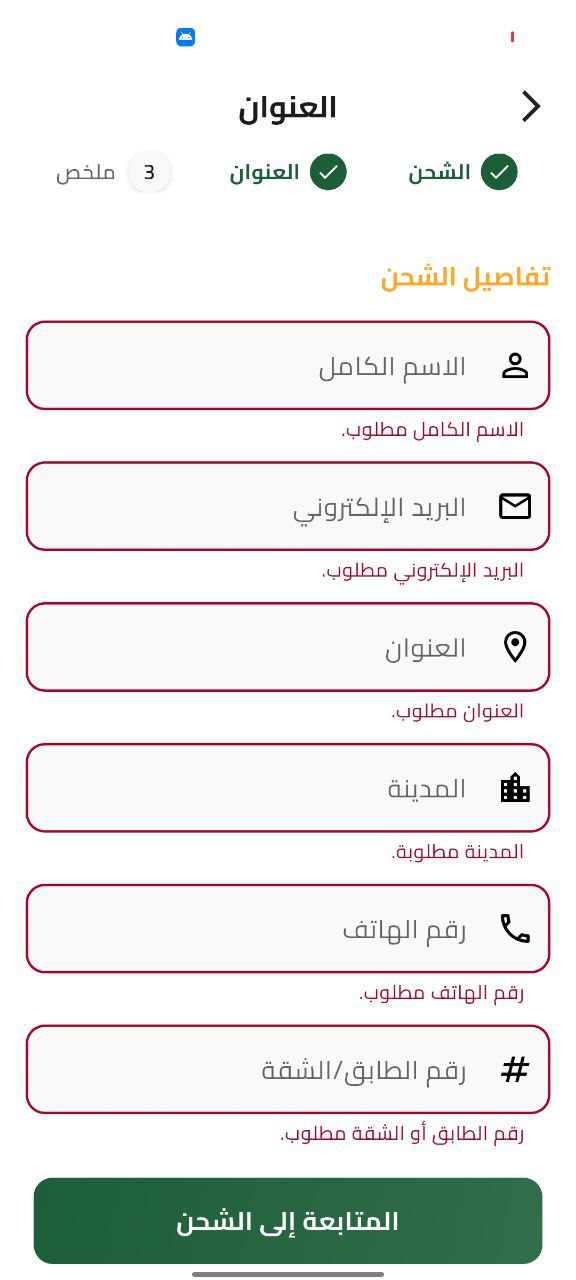 العنوان
الشحن العنوان 3 ملخص
تفاصيل الشحن
الاسم الكامل
الاسم الكامل مطلوب.
البريد الإلكتروني
البريد الإلكتروني مطلوب.
العنوان
العنوان مطلوب.
المدينة
المدينة مطلوبة.
رقم الهاتف
رقم الهاتف مطلوب.
رقم الطابق/الشقة
رقم الطابق أو الشقة مطلوب.
المتابعة إلى الشحن